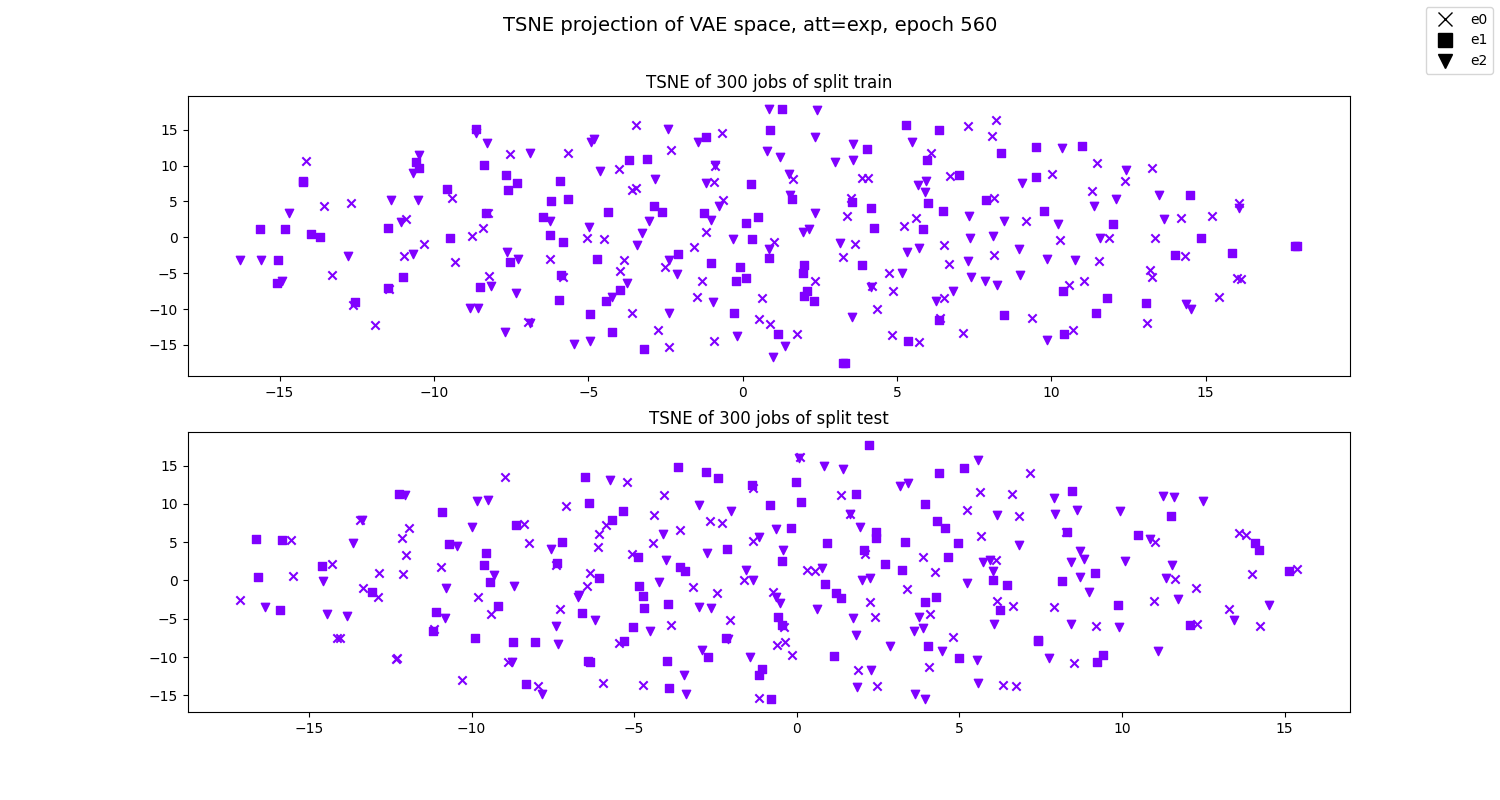 TSNE projection of VAE space, att=exp, epoch 560
e0
e1
e2
TSNE of 300 jobs of split train
15
10
5
0
−5
−10
−15
−15 −10 −5 0 5 10 15
TSNE of 300 jobs of split test
15
10
5
0
−5
−10
−15
−15 −10 −5 0 5 10 15